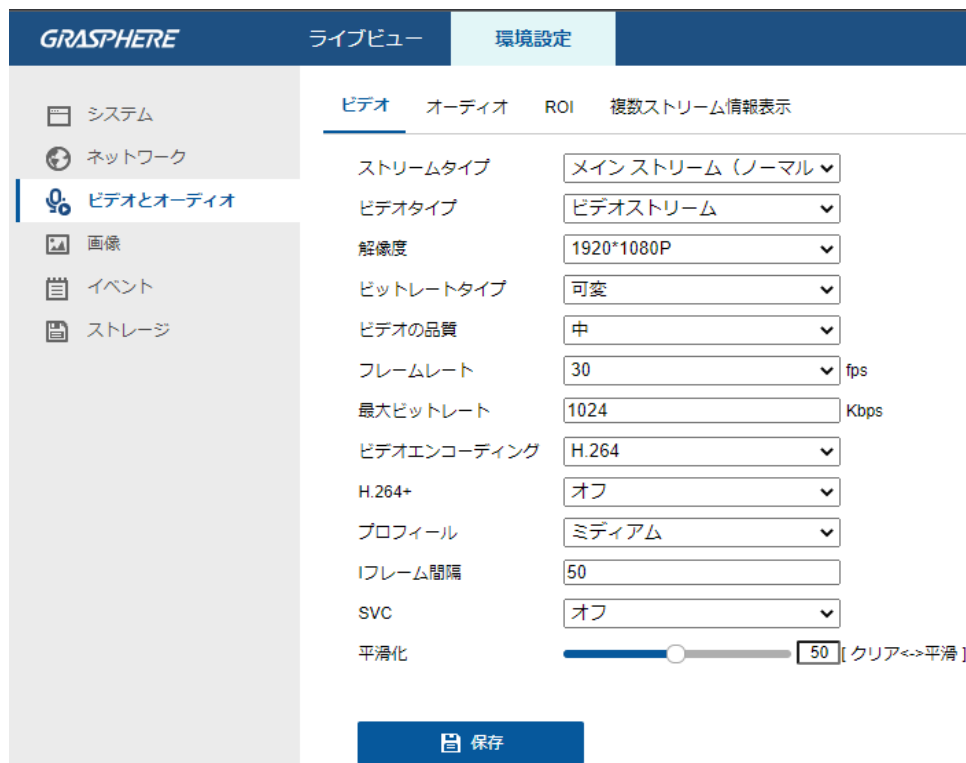 GRASPHERE ライブビュー 環境設定
システム
ネットワーク
ビデオとオーディオ
画像
イベント
ストレージ
ビデオ オーディオ ROI 複数ストリーム情報表示
ストリームタイプ メイン ストリーム（ノーマル
ビデオタイプ ビデオストリーム
解像度 1920*1080P
ビットレートタイプ 可変
ビデオの品質 中
フレームレート 30 fps
最大ビットレート 1024 Kbps
ビデオエンコーディング H.264
H.264+ オフ
プロフィール ミディアム
Iフレーム間隔 50
SVC オフ
平滑化 50 [ クリア<->平滑 ]
保存